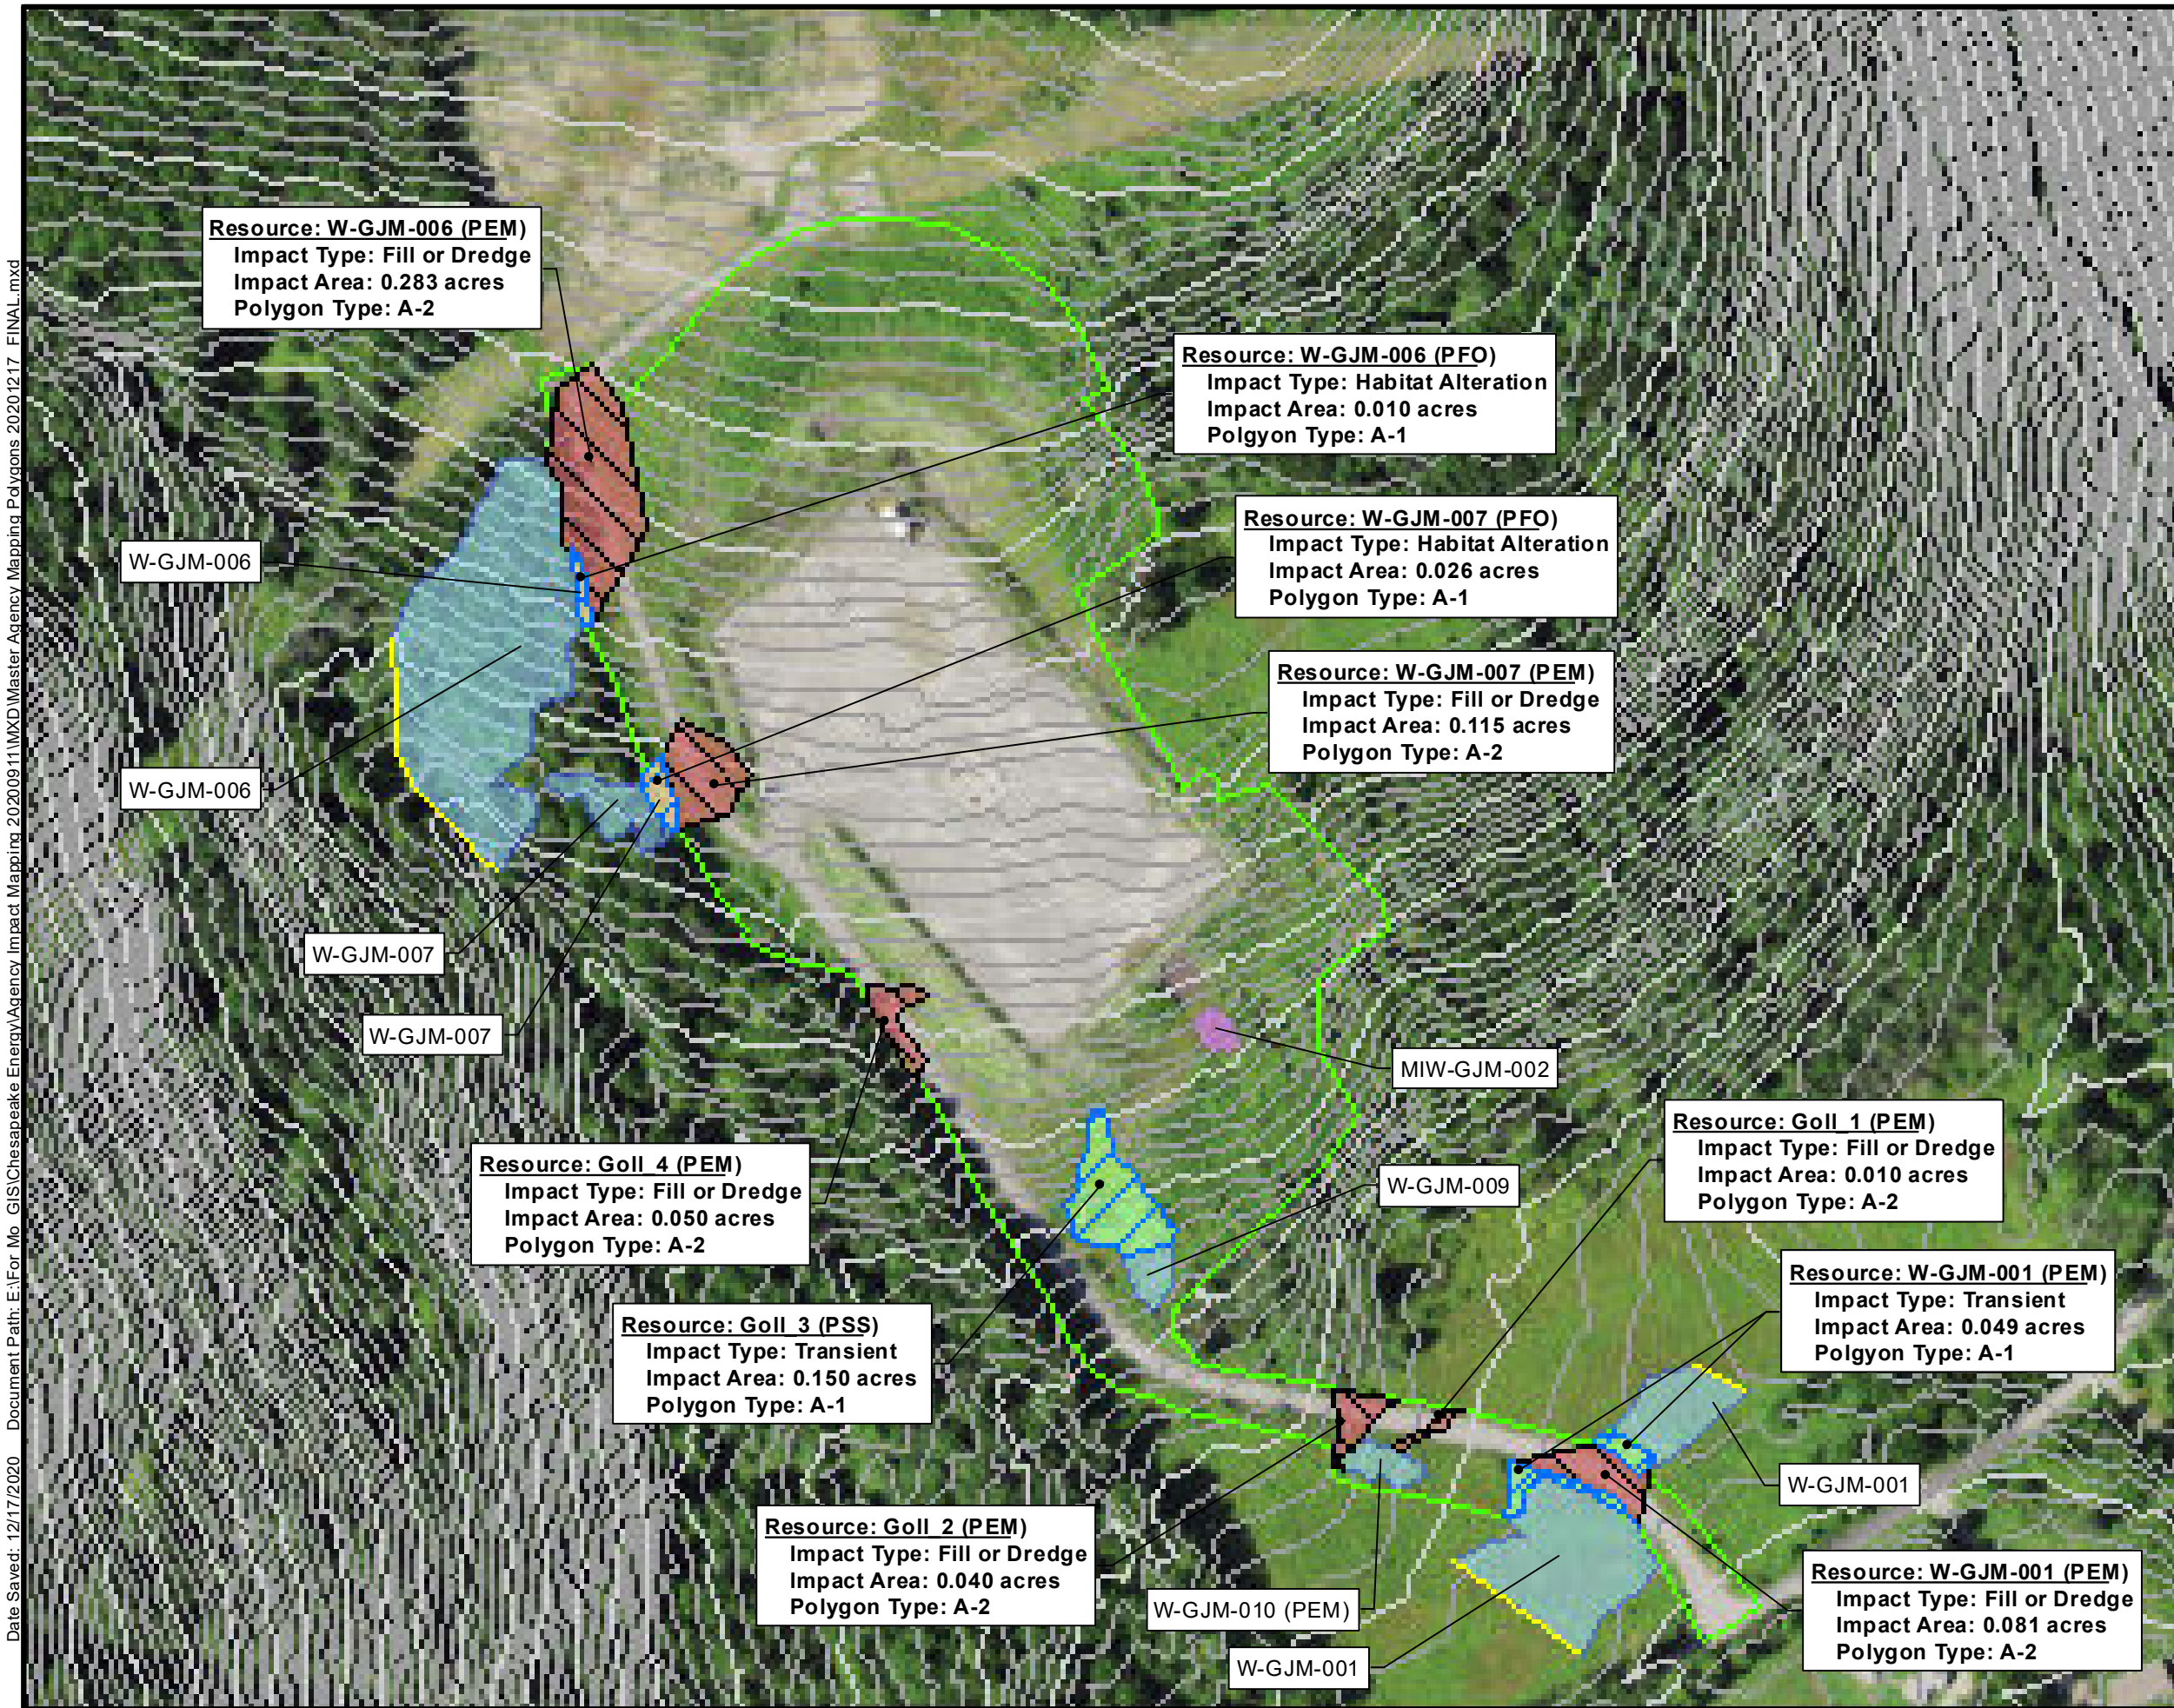 Resource: W-GJM-006 (PEM)
Impact Type: Fill or Dredge
Impact Area: 0.283 acres
Polygon Type: A-2
Resource: W-GJM-006 (PFO)
Impact Type: Habitat Alteration
Impact Area: 0.010 acres
Polgyon Type: A-1
Resource: W-GJM-007 (PFO)
Impact Type: Habitat Alteration
Impact Area: 0.026 acres
Polygon Type: A-1
W-GJM-006
Resource: W-GJM-007 (PEM)
Impact Type: Fill or Dredge
Impact Area: 0.115 acres
Polygon Type: A-2
W-GJM-006
W-GJM-007
W-GJM-007
MIW-GJM-002
Resource: Goll_1 (PEM)
Impact Type: Fill or Dredge
Impact Area: 0.010 acres
Polygon Type: A-2
Resource: Goll_4 (PEM)
Impact Type: Fill or Dredge
Impact Area: 0.050 acres
Polygon Type: A-2
W-GJM-009
Resource: W-GJM-001 (PEM)
Impact Type: Transient
Impact Area: 0.049 acres
Polgyon Type: A-1
Resource: Goll_3 (PSS)
Impact Type: Transient
Impact Area: 0.150 acres
Polygon Type: A-1
W-GJM-001
Resource: Goll_2 (PEM)
Impact Type: Fill or Dredge
Impact Area: 0.040 acres
Polygon Type: A-2
Resource: W-GJM-001 (PEM)
Impact Type: Fill or Dredge
Impact Area: 0.081 acres
Polygon Type: A-2
W-GJM-010 (PEM)
W-GJM-001
Date Saved: 12/17/2020 Document Path: E:\For Mo_GIS\Chesapeake Energy\Agency Impact Mapping 20200911\MXD\Master Agency Mapping Polygons 20201217_FINAL.mxd